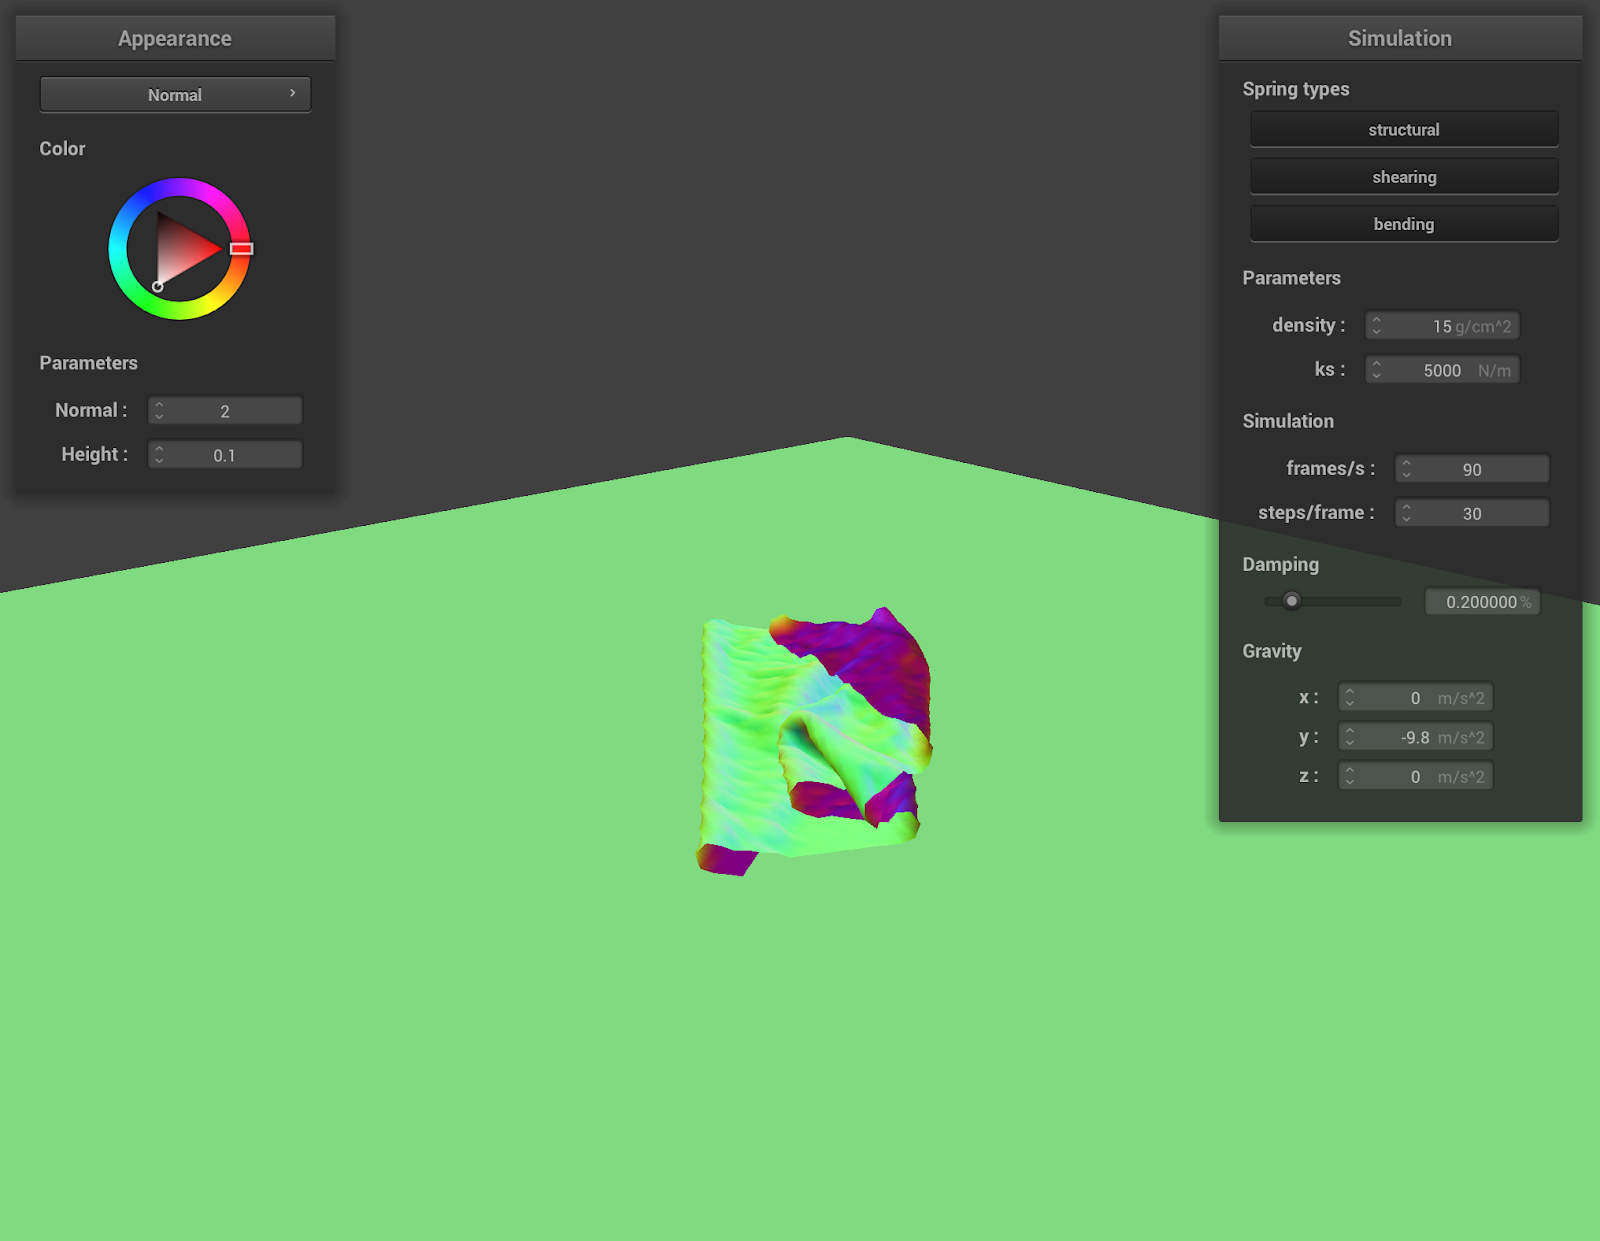 Appearance
Normal
Color
Parameters
Normal : 2
Height : 0.1
Simulation
Spring types
structural
shearing
bending
Parameters
density : 15 g/cm^2
ks : 5000 N/m
Simulation
frames/s : 90
steps/frame : 30
Damping
0.200000 %
Gravity
x : 0 m/s^2
y : -9.8 m/s^2
z : 0 m/s^2